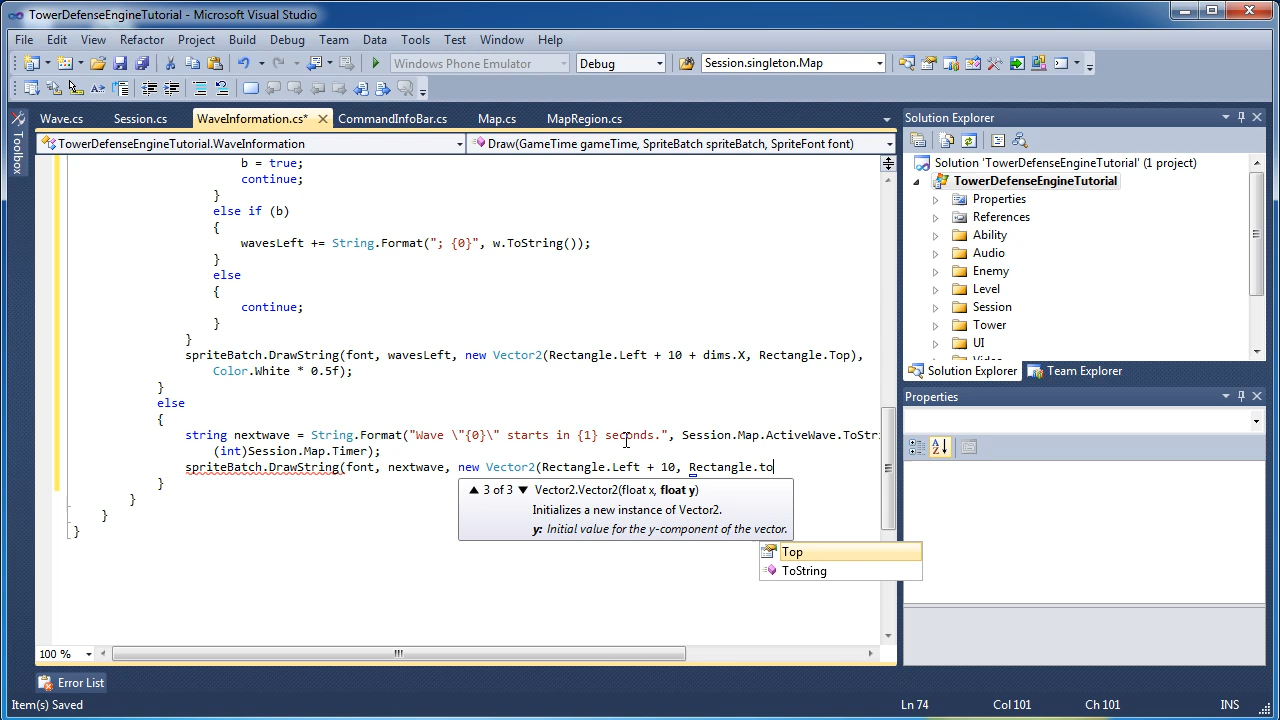 TowerDefenseEngineTutorial - Microsoft Visual Studio
File Edit View Refactor Project Build Debug Team Data Tools Test Window Help
Windows Phone Emulator Debug Session.singleton.Map
Wave.cs Session.cs WaveInformation.cs* CommandInfoBar.cs Map.cs MapRegion.cs
TowerDefenseEngineTutorial.WaveInformation Draw(GameTime gameTime, SpriteBatch spriteBatch, SpriteFont font)
b = true;
continue;
}
else if (b)
{
wavesLeft += String.Format("; {0}", w.ToString());
}
else
{
continue;
}
}
spriteBatch.DrawString(font, wavesLeft, new Vector2(Rectangle.Left + 10 + dims.X, Rectangle.Top),
Color.White * 0.5f);
}
else
{
string nextwave = String.Format("Wave \"{0}\" starts in {1} seconds.", Session.Map.ActiveWave.ToStri
(int)Session.Map.Timer);
spriteBatch.DrawString(font, nextwave, new Vector2(Rectangle.Left + 10, Rectangle.to
}
}
}
}
3 of 3 Vector2.Vector2(float x, float y)
Initializes a new instance of Vector2.
y: Initial value for the y-component of the vector.
Top
ToString
100 %
Error List
Item(s) Saved
Ln 74 Col 101 Ch 101 INS
Toolbox
Solution Explorer
Solution 'TowerDefenseEngineTutorial' (1 project)
TowerDefenseEngineTutorial
Properties
References
Ability
Audio
Enemy
Level
Session
Tower
UI
Solution Explorer Team Explorer
Properties